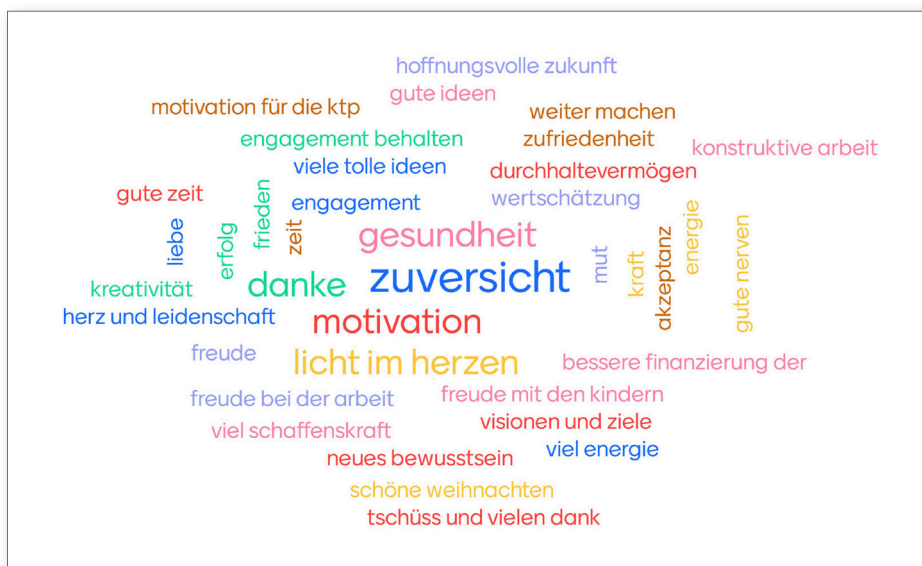 hoffnungsvolle zukunft
gute ideen
motivation für die ktp
weiter machen
engagement behalten
zufriedenheit
konstruktive arbeit
viele tolle ideen
durchhaltevermögen
gute zeit
engagement
wertschätzung
liebe
erfolg
frieden
zeit
gesundheit
mut
kraft
akzeptanz
energie
gute nerven
danke
zuversicht
kreativität
herz und leidenschaft
motivation
freude
licht im herzen
bessere finanzierung der
freude bei der arbeit
freude mit den kindern
visionen und ziele
viel schaffenskraft
viel energie
neues bewusstsein
schöne weihnachten
tschüss und vielen dank